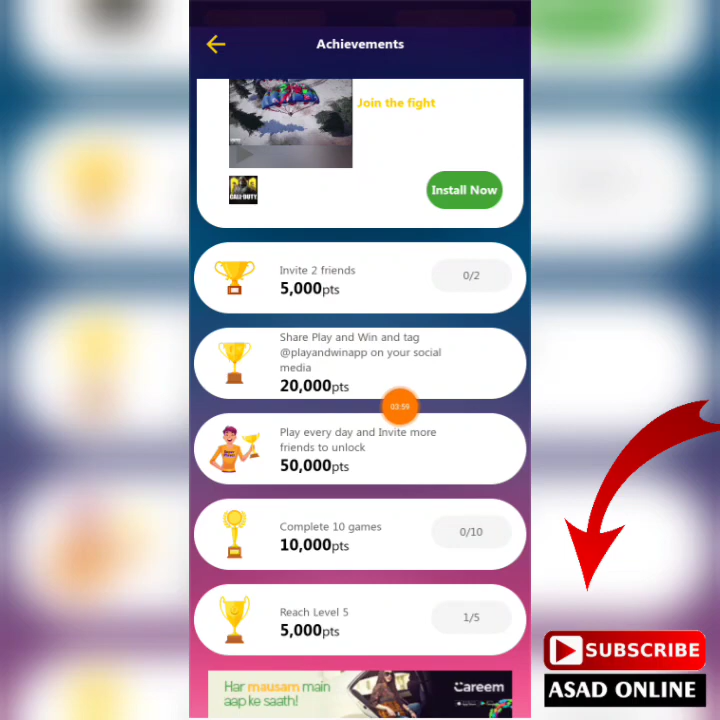 Achievements
Join the fight
CALL DUTY
Install Now
Invite 2 friends
5,000pts
0/2
Share Play and Win and tag
@playandwinapp on your social
media
20,000pts
03:59
Play every day and Invite more
friends to unlock
50,000pts
Complete 10 games
10,000pts
0/10
Reach Level 5
5,000pts
1/5
Har mausam main
aap ke saath!
Careem
SUBSCRIBE
ASAD ONLINE